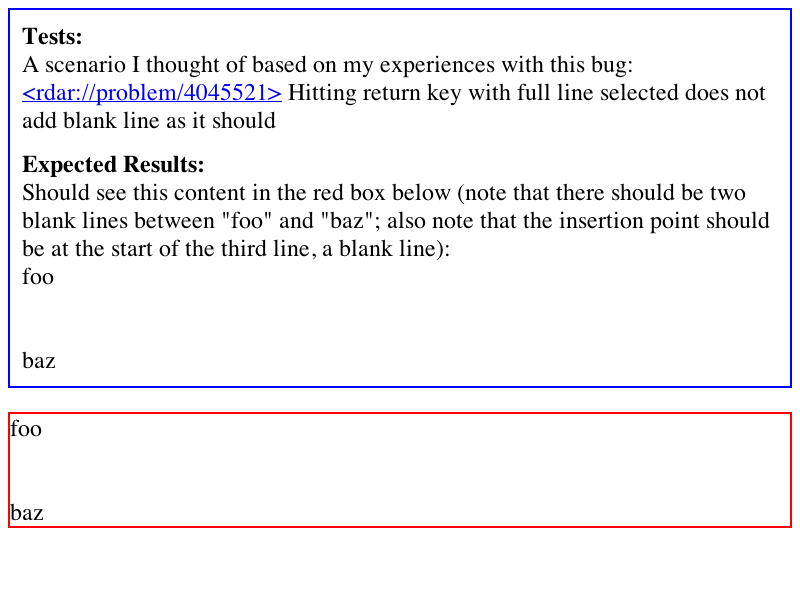 Tests:
A scenario I thought of based on my experiences with this bug:
<rdar://problem/4045521> Hitting return key with full line selected does not
add blank line as it should
Expected Results:
Should see this content in the red box below (note that there should be two
blank lines between "foo" and "baz"; also note that the insertion point should
be at the start of the third line, a blank line):
foo
baz
foo
baz